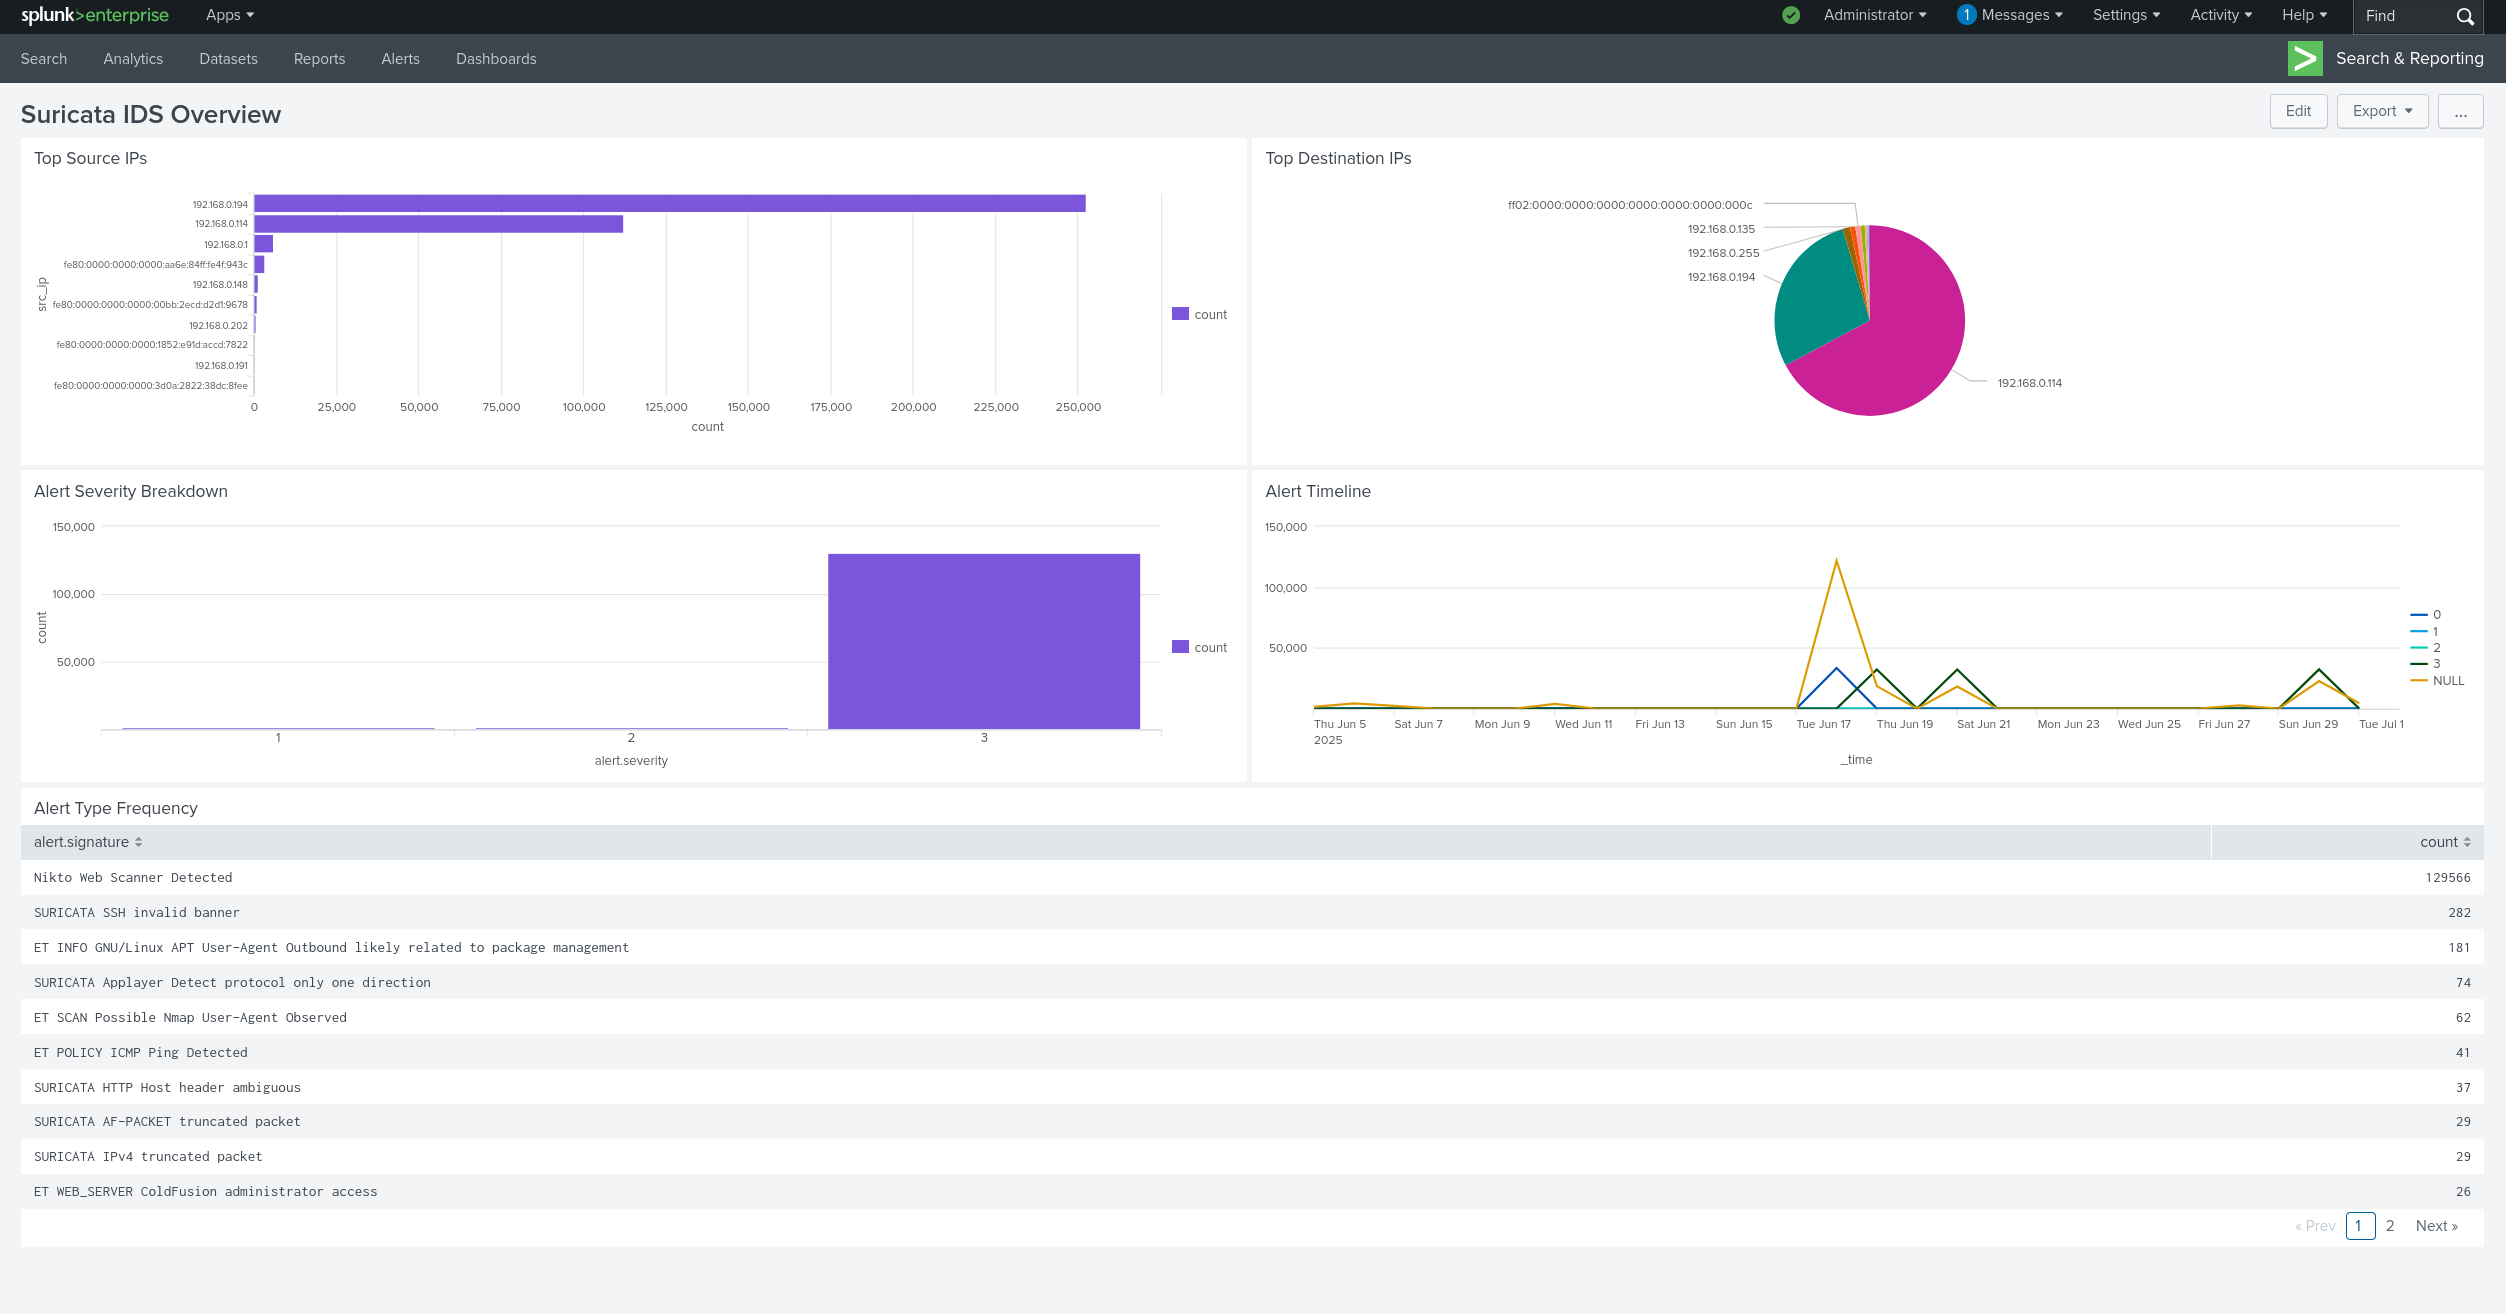 splunk>enterprise Apps Administrator 1 Messages Settings Activity Help Find
Search Analytics Datasets Reports Alerts Dashboards Search & Reporting
Suricata IDS Overview
Edit Export ...
Top Source IPs
src_ip
192.168.0.194
192.168.0.114
192.168.0.1
fe80:0000:0000:0000:aa6e:84ff:fe4f:943c
192.168.0.148
fe80:0000:0000:0000:00bb:2ecd:d2d1:9678
192.168.0.202
fe80:0000:0000:0000:1852:e91d:accd:7822
192.168.0.191
fe80:0000:0000:0000:3d0a:2822:38dc:8fee
0 25,000 50,000 75,000 100,000 125,000 150,000 175,000 200,000 225,000 250,000
count
count
Top Destination IPs
ff02:0000:0000:0000:0000:0000:0000:000c
192.168.0.135
192.168.0.255
192.168.0.194
192.168.0.114
Alert Severity Breakdown
150,000
100,000
50,000
count
1 2 3
alert.severity
count
Alert Timeline
150,000
100,000
50,000
Thu Jun 5 Sat Jun 7 Mon Jun 9 Wed Jun 11 Fri Jun 13 Sun Jun 15 Tue Jun 17 Thu Jun 19 Sat Jun 21 Mon Jun 23 Wed Jun 25 Fri Jun 27 Sun Jun 29 Tue Jul 1
2025
_time
0
1
2
3
NULL
Alert Type Frequency
alert.signature count
Nikto Web Scanner Detected 129566
SURICATA SSH invalid banner 282
ET INFO GNU/Linux APT User-Agent Outbound likely related to package management 181
SURICATA Applayer Detect protocol only one direction 74
ET SCAN Possible Nmap User-Agent Observed 62
ET POLICY ICMP Ping Detected 41
SURICATA HTTP Host header ambiguous 37
SURICATA AF-PACKET truncated packet 29
SURICATA IPv4 truncated packet 29
ET WEB_SERVER ColdFusion administrator access 26
« Prev 1 2 Next »